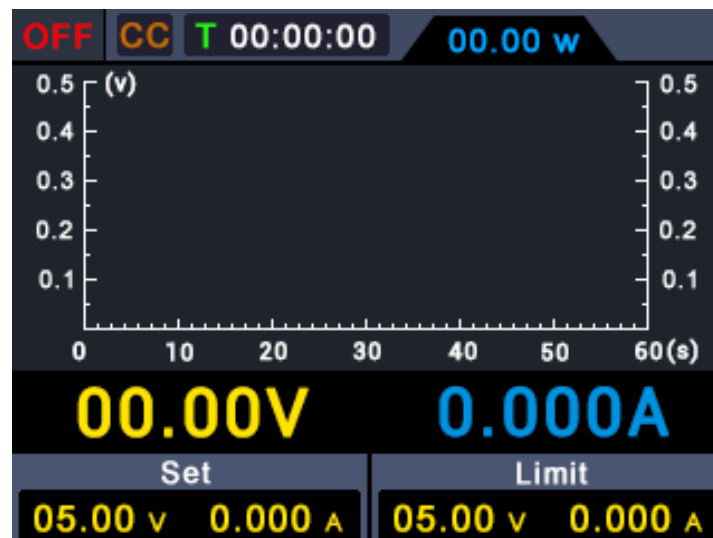 OFF CC T 00:00:00 00.00 W
0.5 (v) 0.5
0.4 0.4
0.3 0.3
0.2 0.2
0.1 0.1
0 10 20 30 40 50 60(s)
00.00V 0.000A
Set Limit
05.00 V 0.000 A 05.00 V 0.000 A